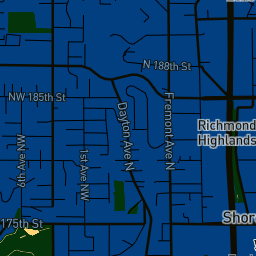 N 188th St
NW 185th St
Dayton Ave N
Fremont Ave N
Richmond
Highlands
6th Ave NW
1st Ave NW
175th St
Shor